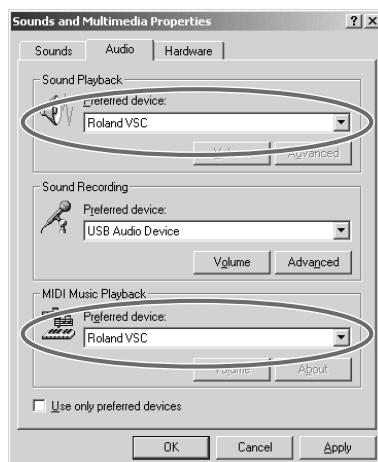 Sounds and Multimedia Properties ? ×
Sounds Audio Hardware
Sound Playback
Preferred device:
Roland VSC
Volume Advanced
Sound Recording
Preferred device:
USB Audio Device
Volume Advanced
MIDI Music Playback
Preferred device:
Roland VSC
Volume About
Use only preferred devices
OK Cancel Apply